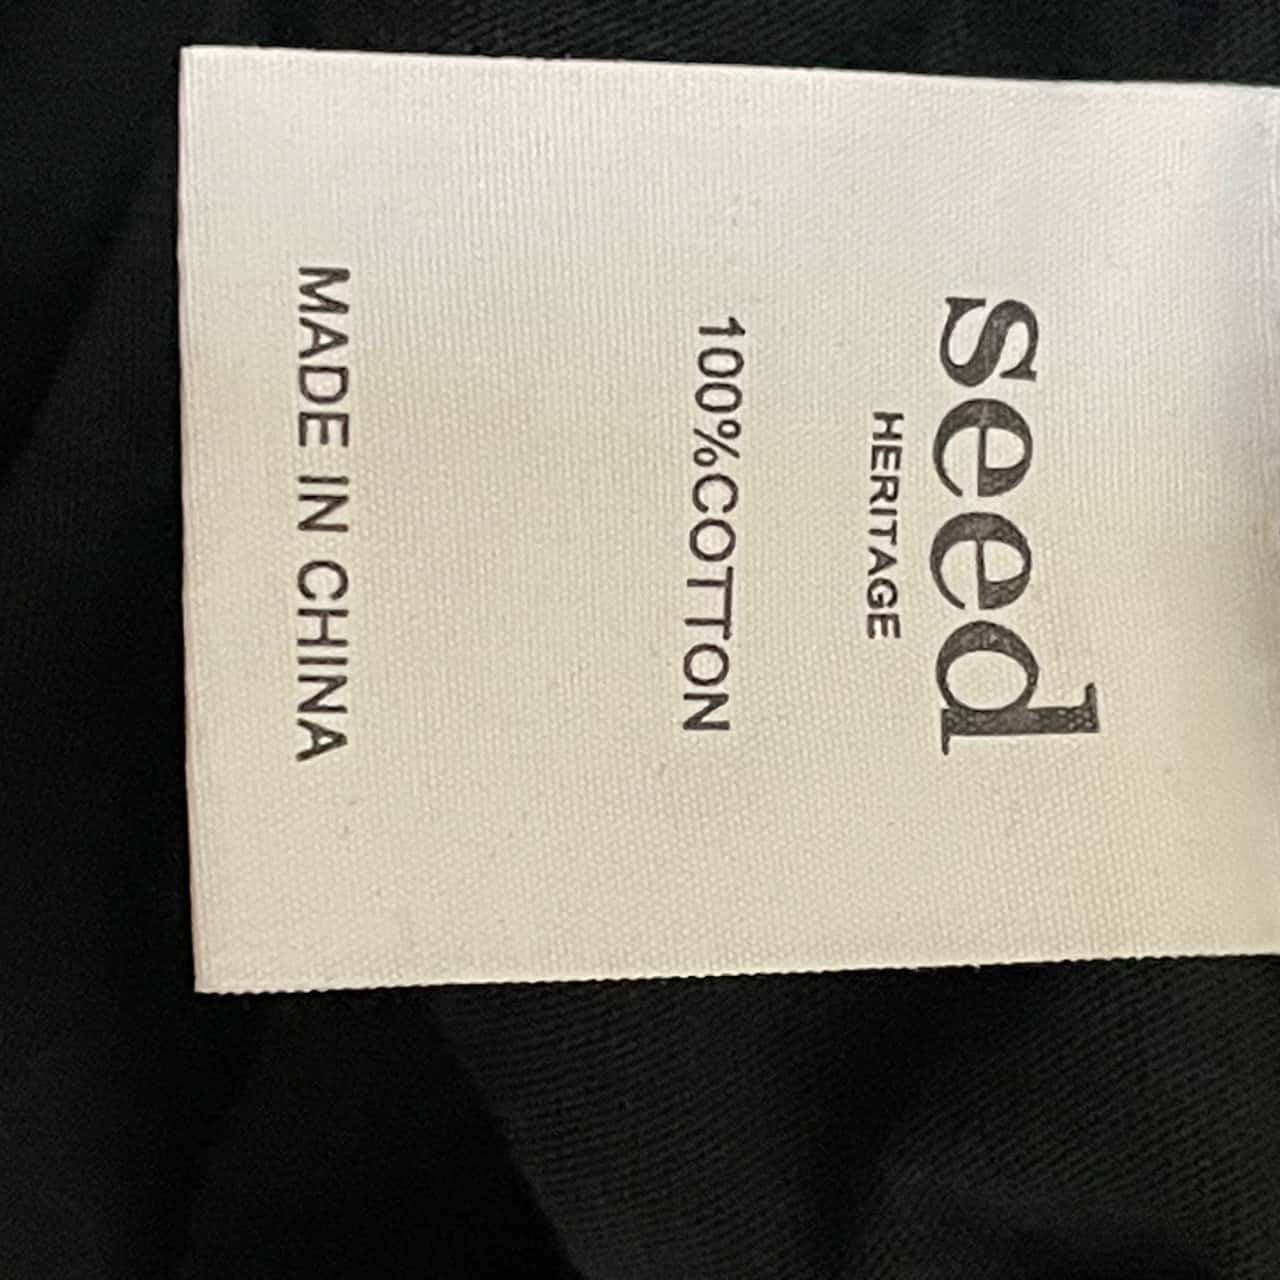 seed
HERITAGE
100%COTTON
MADE IN CHINA